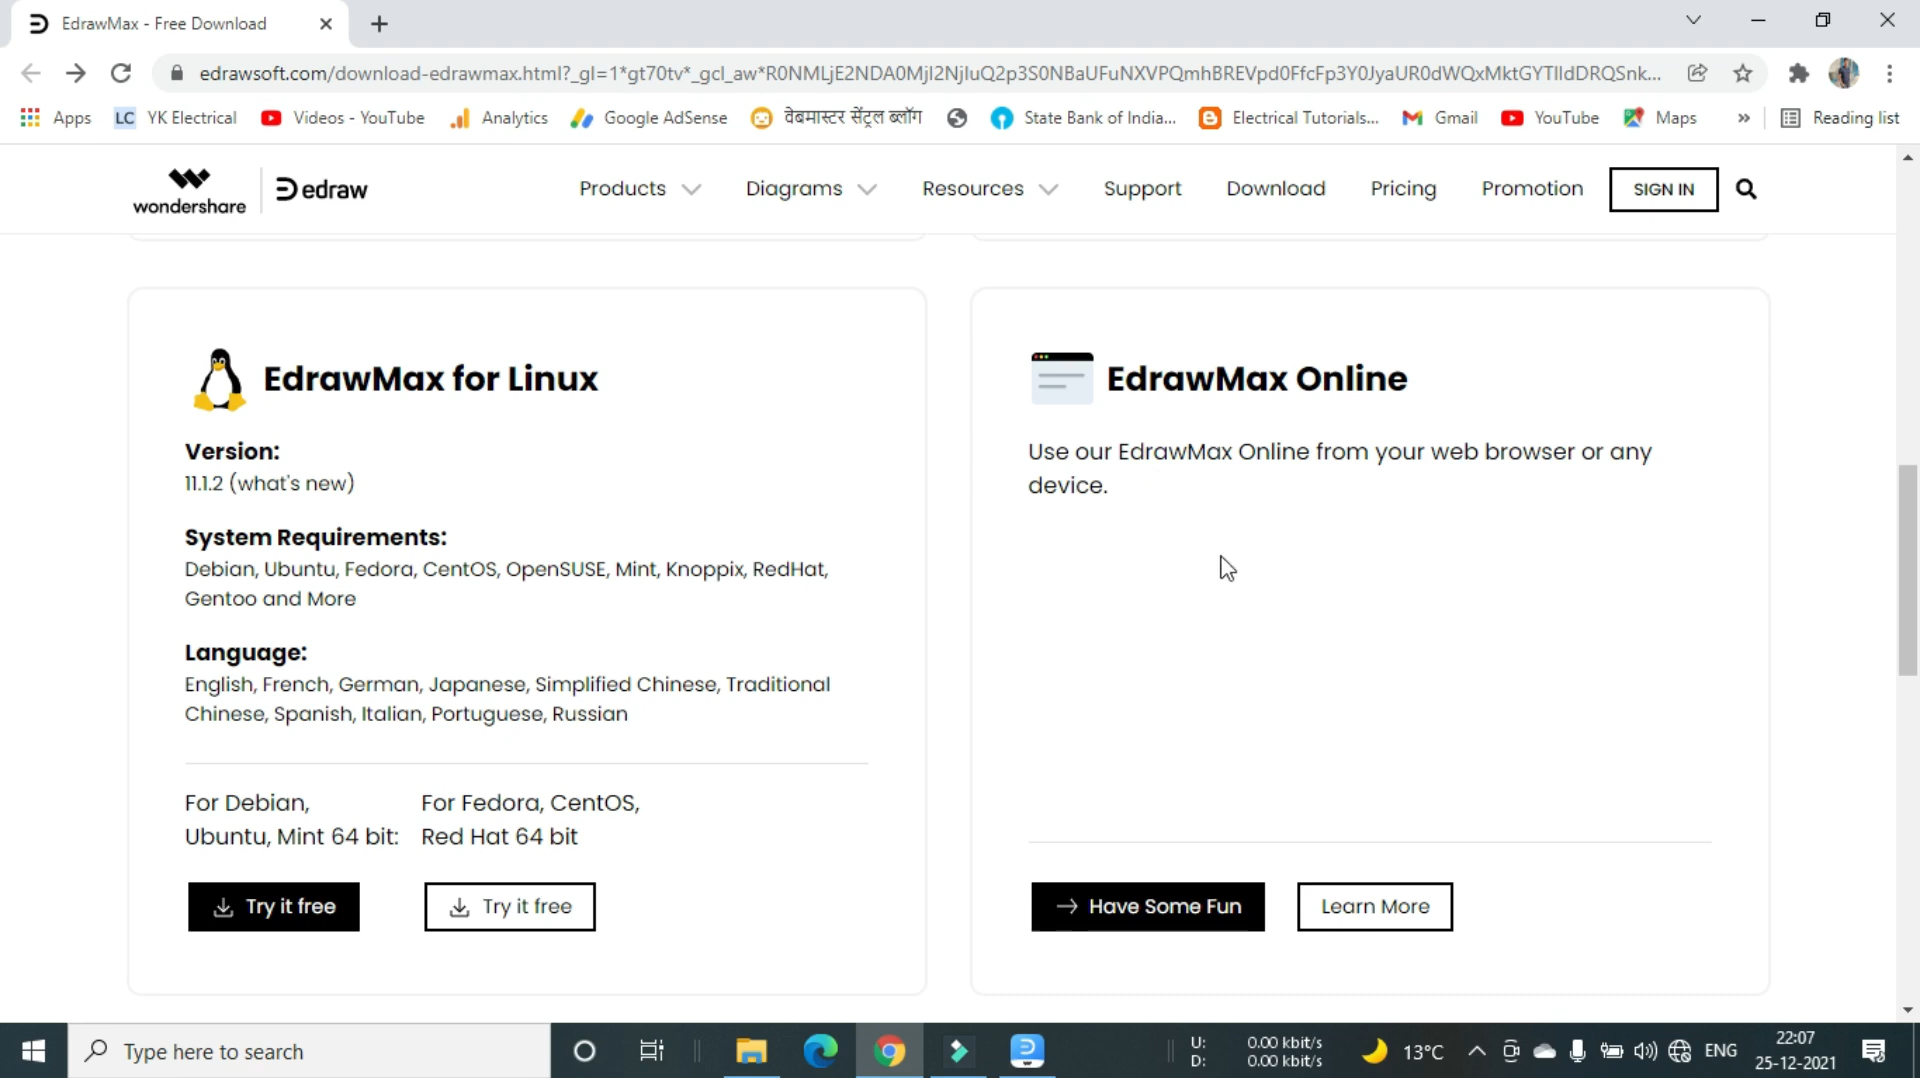 EdrawMax - Free Download
edrawsoft.com/download-edrawmax.html?_gl=1*gt70tv*_gcl_aw*R0NMLjE2NDA0MjI2NjIuQ2p3S0NBaUFuNXVPQmhBREVpd0FfcFp3Y0JyaUR0dWQxMktGYTlIdDRQSnk...
Apps
LC YK Electrical
Videos - YouTube
Analytics
Google AdSense
वेबमास्टर सेंट्रल ब्लॉग
State Bank of India...
Electrical Tutorials...
Gmail
YouTube
Maps
»
Reading list
wondershare
edraw
Products
Diagrams
Resources
Support
Download
Pricing
Promotion
SIGN IN
EdrawMax for Linux
Version:
11.1.2 (what's new)
System Requirements:
Debian, Ubuntu, Fedora, CentOS, OpenSUSE, Mint, Knoppix, RedHat,
Gentoo and More
Language:
English, French, German, Japanese, Simplified Chinese, Traditional
Chinese, Spanish, Italian, Portuguese, Russian
For Debian,
Ubuntu, Mint 64 bit:
For Fedora, CentOS,
Red Hat 64 bit
Try it free
Try it free
EdrawMax Online
Use our EdrawMax Online from your web browser or any
device.
Have Some Fun
Learn More
Type here to search
U: 0.00 kbit/s
D: 0.00 kbit/s
13°C
ENG
22:07
25-12-2021